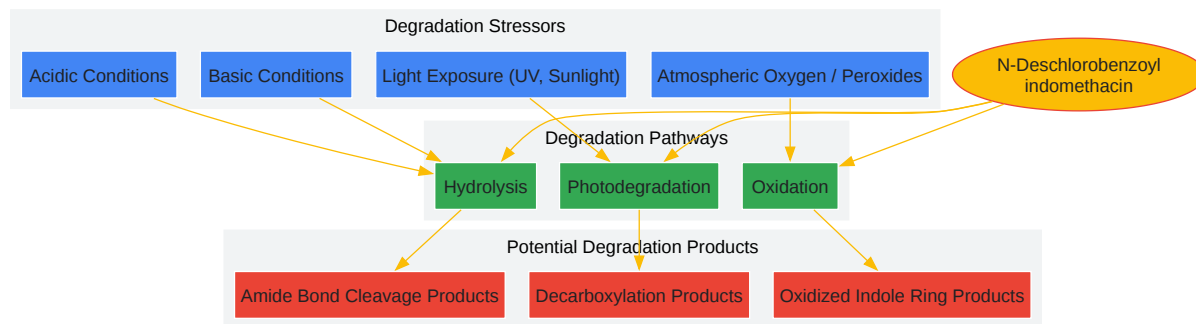 Degradation Stressors
Acidic Conditions
Basic Conditions
Light Exposure (UV, Sunlight)
Atmospheric Oxygen / Peroxides
N-Deschlorobenzoyl
indomethacin
Degradation Pathways
Hydrolysis
Photodegradation
Oxidation
Potential Degradation Products
Amide Bond Cleavage Products
Decarboxylation Products
Oxidized Indole Ring Products